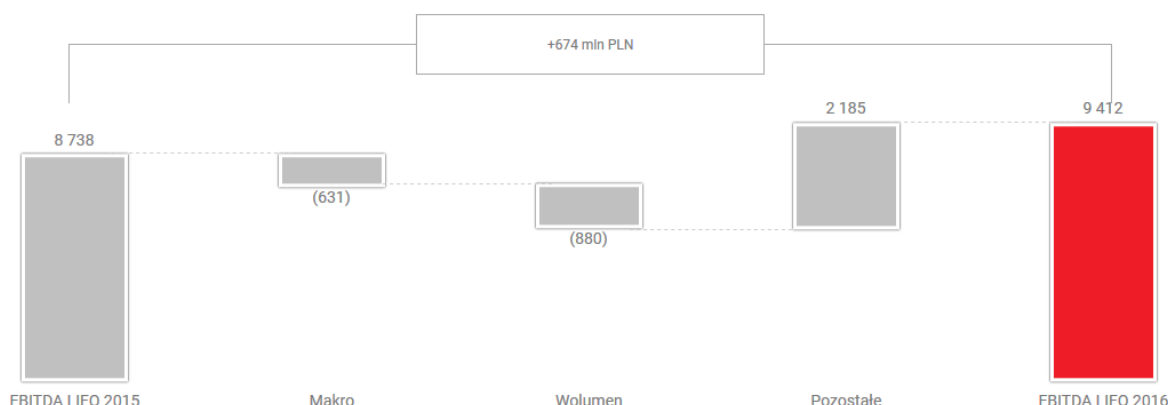 +674 mln PLN
8 738
(631)
(880)
2 185
9 412
EBITDA LIFO 2015
Makro
Wolumen
Pozostałe
EBITDA LIFO 2016